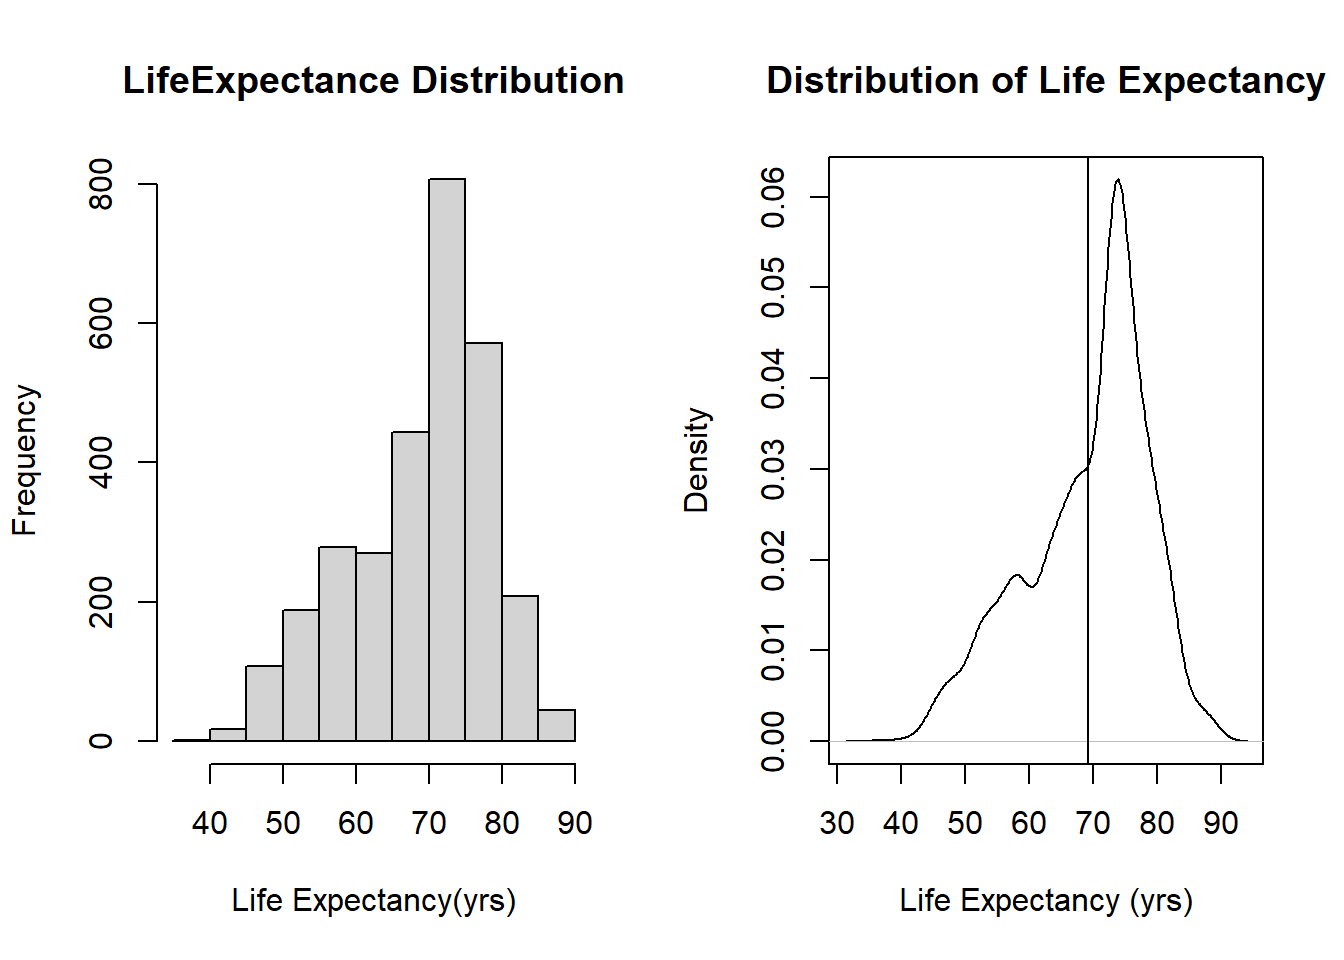 LifeExpectance Distribution
Frequency
0
200
400
600
800
40 50 60 70 80 90
Life Expectancy(yrs)
Distribution of Life Expectancy
Density
0.00
0.01
0.02
0.03
0.04
0.05
0.06
30 40 50 60 70 80 90
Life Expectancy (yrs)